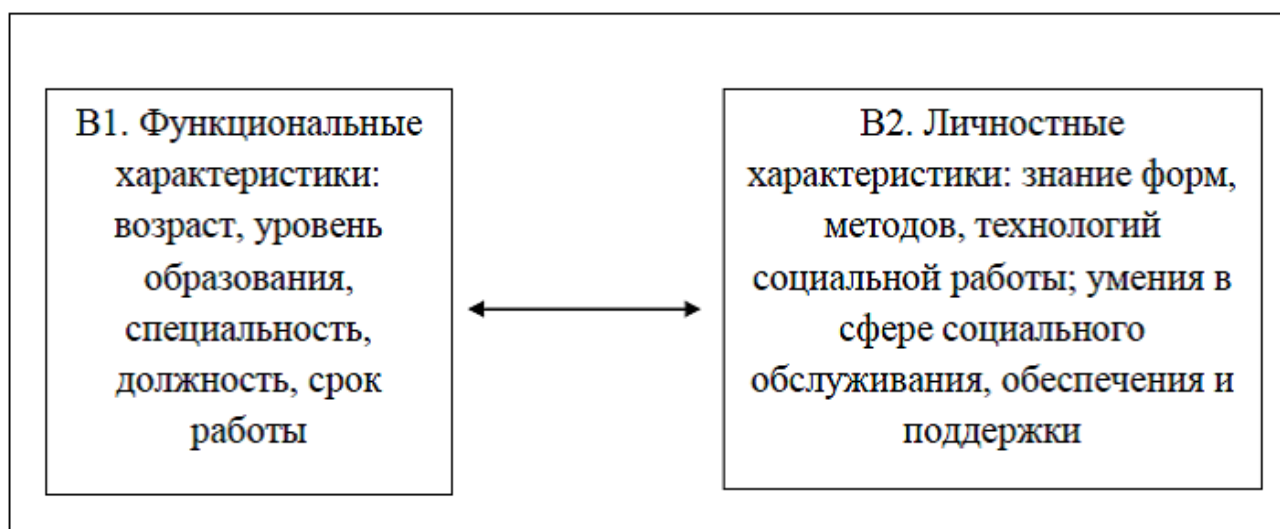 В1. Функциональные
характеристики:
возраст, уровень
образования,
специальность,
должность, срок
работы
В2. Личностные
характеристики: знание форм,
методов, технологий
социальной работы; умения в
сфере социального
обслуживания, обеспечения и
поддержки